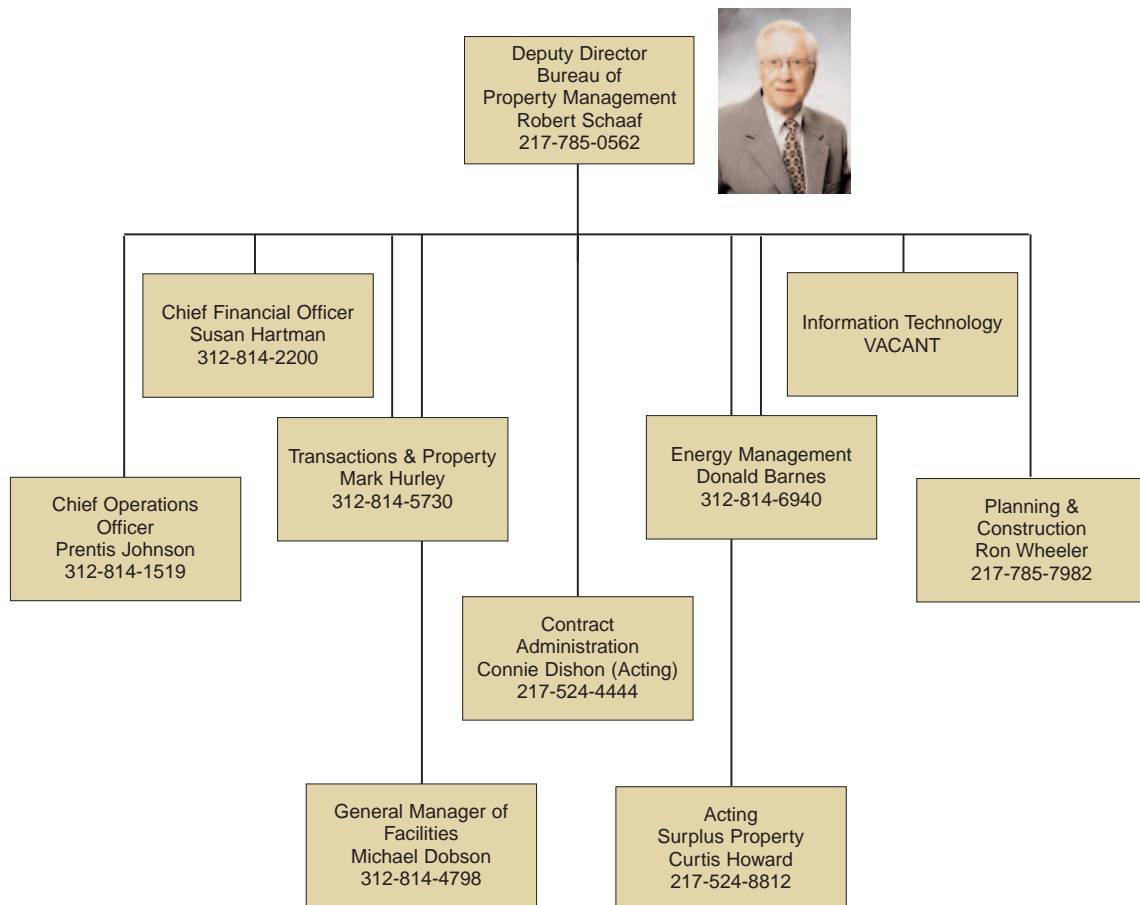 Deputy Director
Bureau of
Property Management
Robert Schaaf
217-785-0562
Chief Financial Officer
Susan Hartman
312-814-2200
Information Technology
VACANT
Transactions & Property
Mark Hurley
312-814-5730
Energy Management
Donald Barnes
312-814-6940
Chief Operations
Officer
Prentis Johnson
312-814-1519
Planning &
Construction
Ron Wheeler
217-785-7982
Contract
Administration
Connie Dishon (Acting)
217-524-4444
General Manager of
Facilities
Michael Dobson
312-814-4798
Acting
Surplus Property
Curtis Howard
217-524-8812